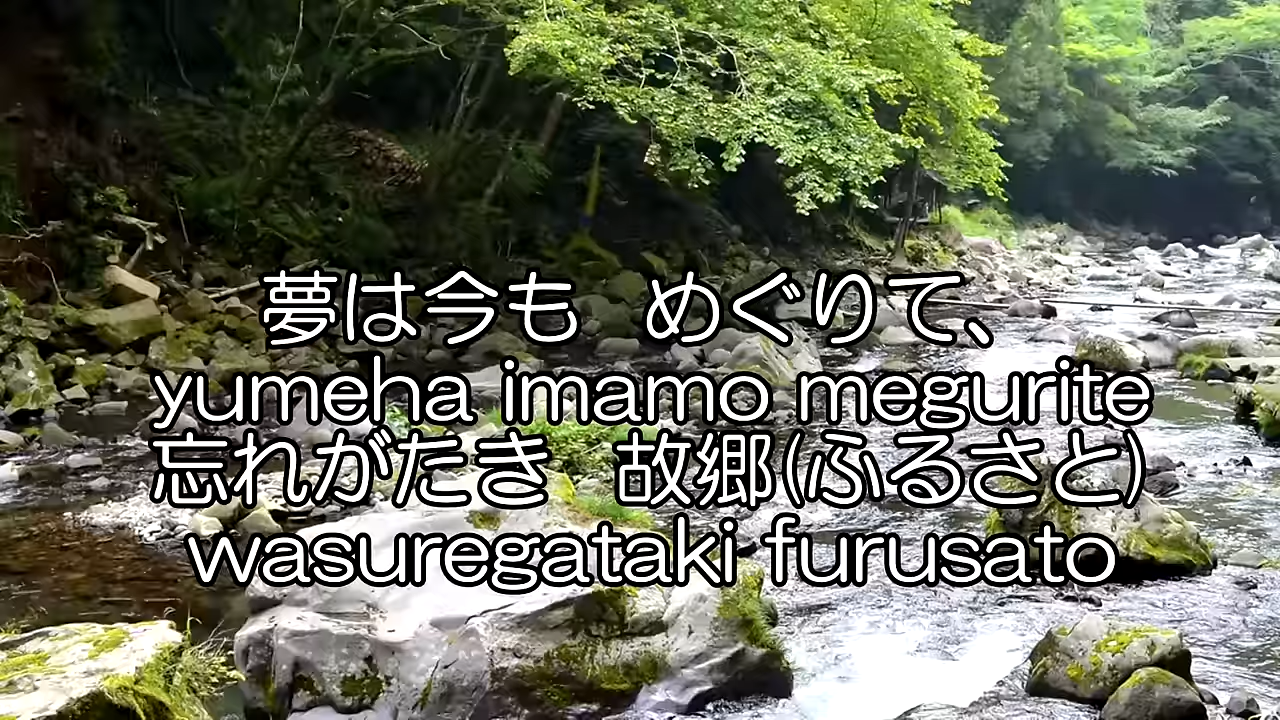 夢は今も　めぐりて、
yumeha imamo megurite
忘れがたき　故郷(ふるさと)
wasuregataki furusato